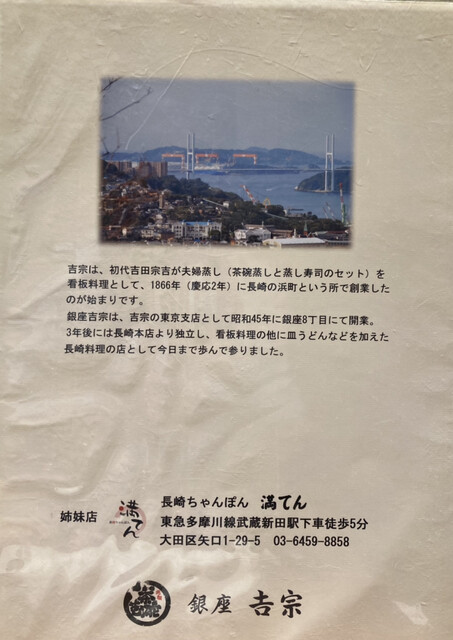 吉宗は、初代吉田宗吉が夫婦蒸し（茶碗蒸しと蒸し寿司のセット）を
看板料理として、1866年（慶応2年）に長崎の浜町という所で創業した
のが始まりです。
銀座吉宗は、吉宗の東京支店として昭和45年に銀座8丁目にて開業。
3年後には長崎本店より独立し、看板料理の他に皿うどんなどを加えた
長崎料理の店として今日まで歩んで参りました。
姉妹店
満てん
長崎ちゃんぽん 満てん
東急多摩川線武蔵新田駅下車徒歩5分
大田区矢口1-29-5 03-6459-8858
銀座 𠮷宗